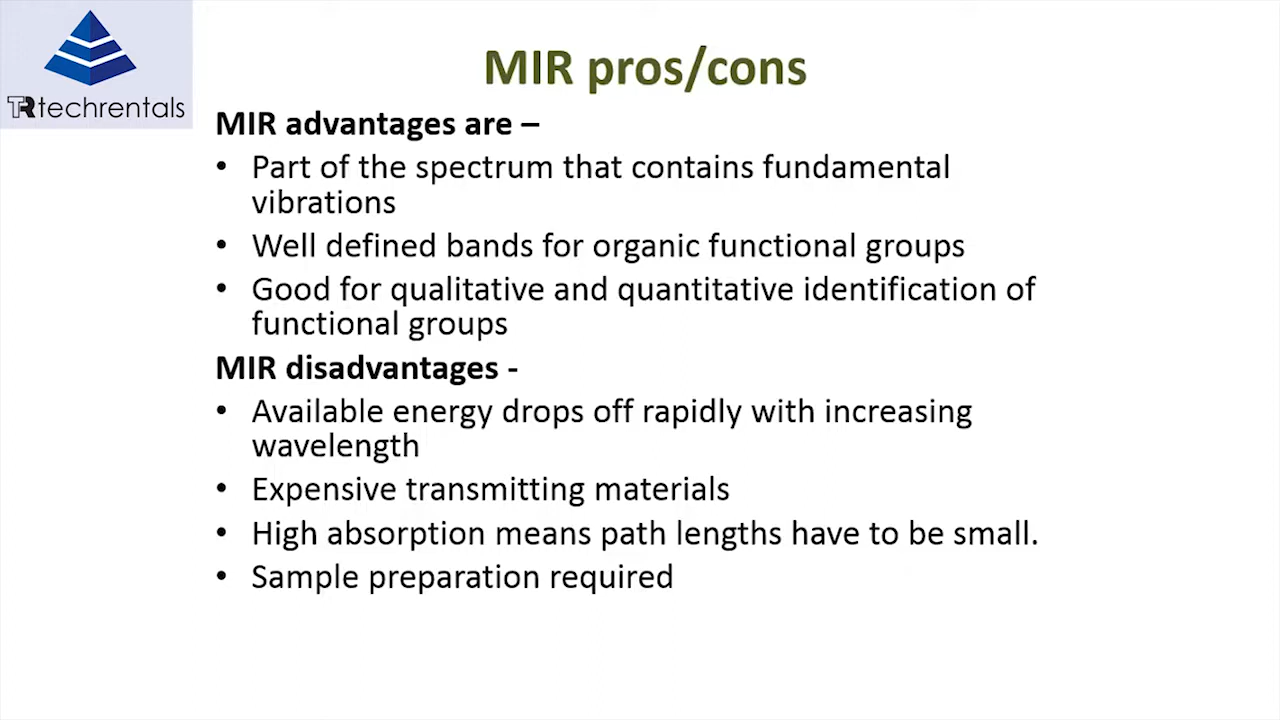 TR techrentals
MIR pros/cons
MIR advantages are –
• Part of the spectrum that contains fundamental
vibrations
• Well defined bands for organic functional groups
• Good for qualitative and quantitative identification of
functional groups
MIR disadvantages -
• Available energy drops off rapidly with increasing
wavelength
• Expensive transmitting materials
• High absorption means path lengths have to be small.
• Sample preparation required